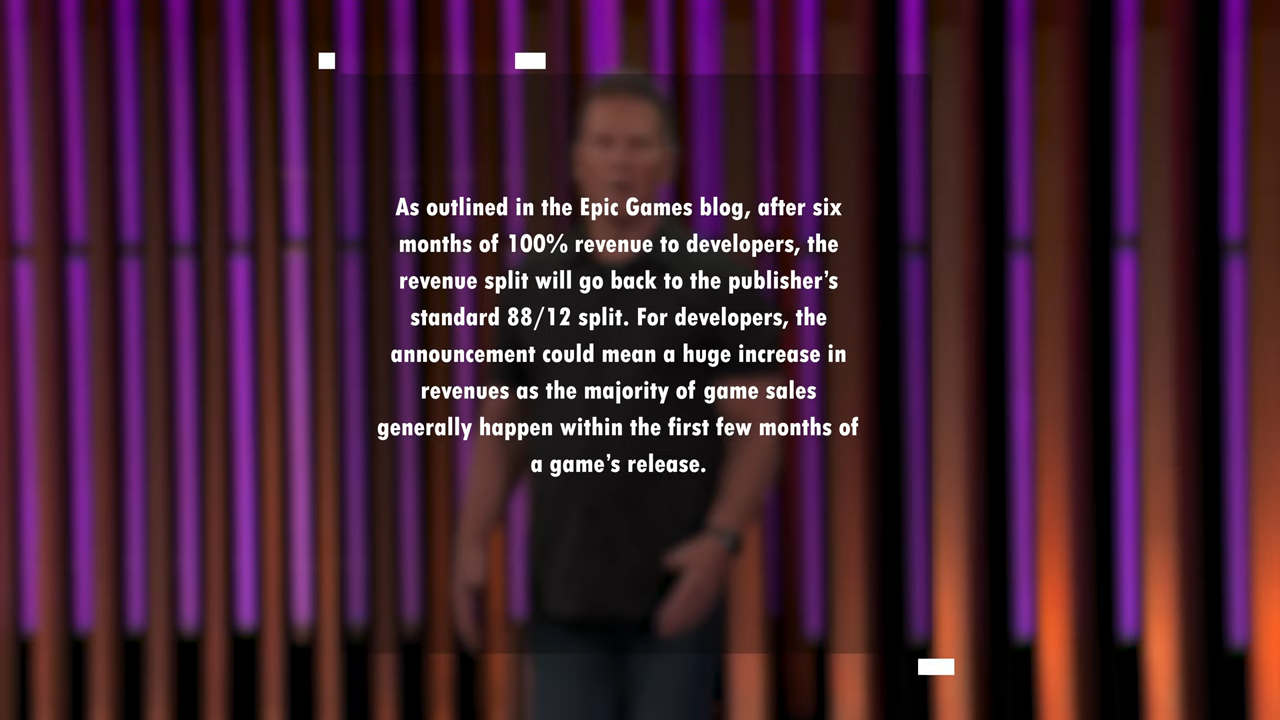 As outlined in the Epic Games blog, after six
months of 100% revenue to developers, the
revenue split will go back to the publisher’s
standard 88/12 split. For developers, the
announcement could mean a huge increase in
revenues as the majority of game sales
generally happen within the first few months of
a game’s release.